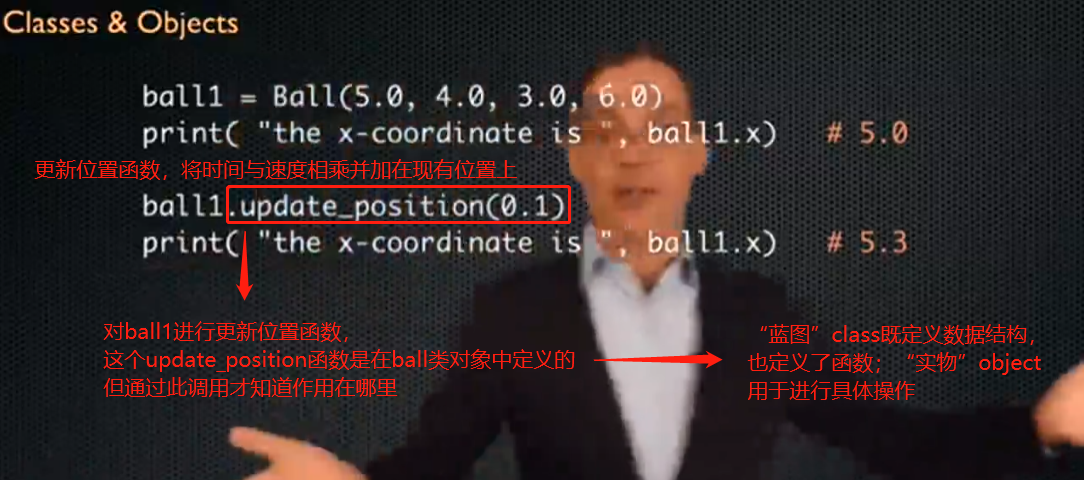 Classes & Objects
ball1 = Ball(5.0, 4.0, 3.0, 6.0)
print( "the x-coordinate is ", ball1.x) # 5.0
更新位置函数，将时间与速度相乘并加在现有位置上
ball1.update_position(0.1)
print( "the x-coordinate is ", ball1.x) # 5.3
对ball1进行更新位置函数，
这个update_position函数是在ball类对象中定义的
但通过此调用才知道作用在哪里
“蓝图”class既定义数据结构，
也定义了函数；“实物”object
用于进行具体操作